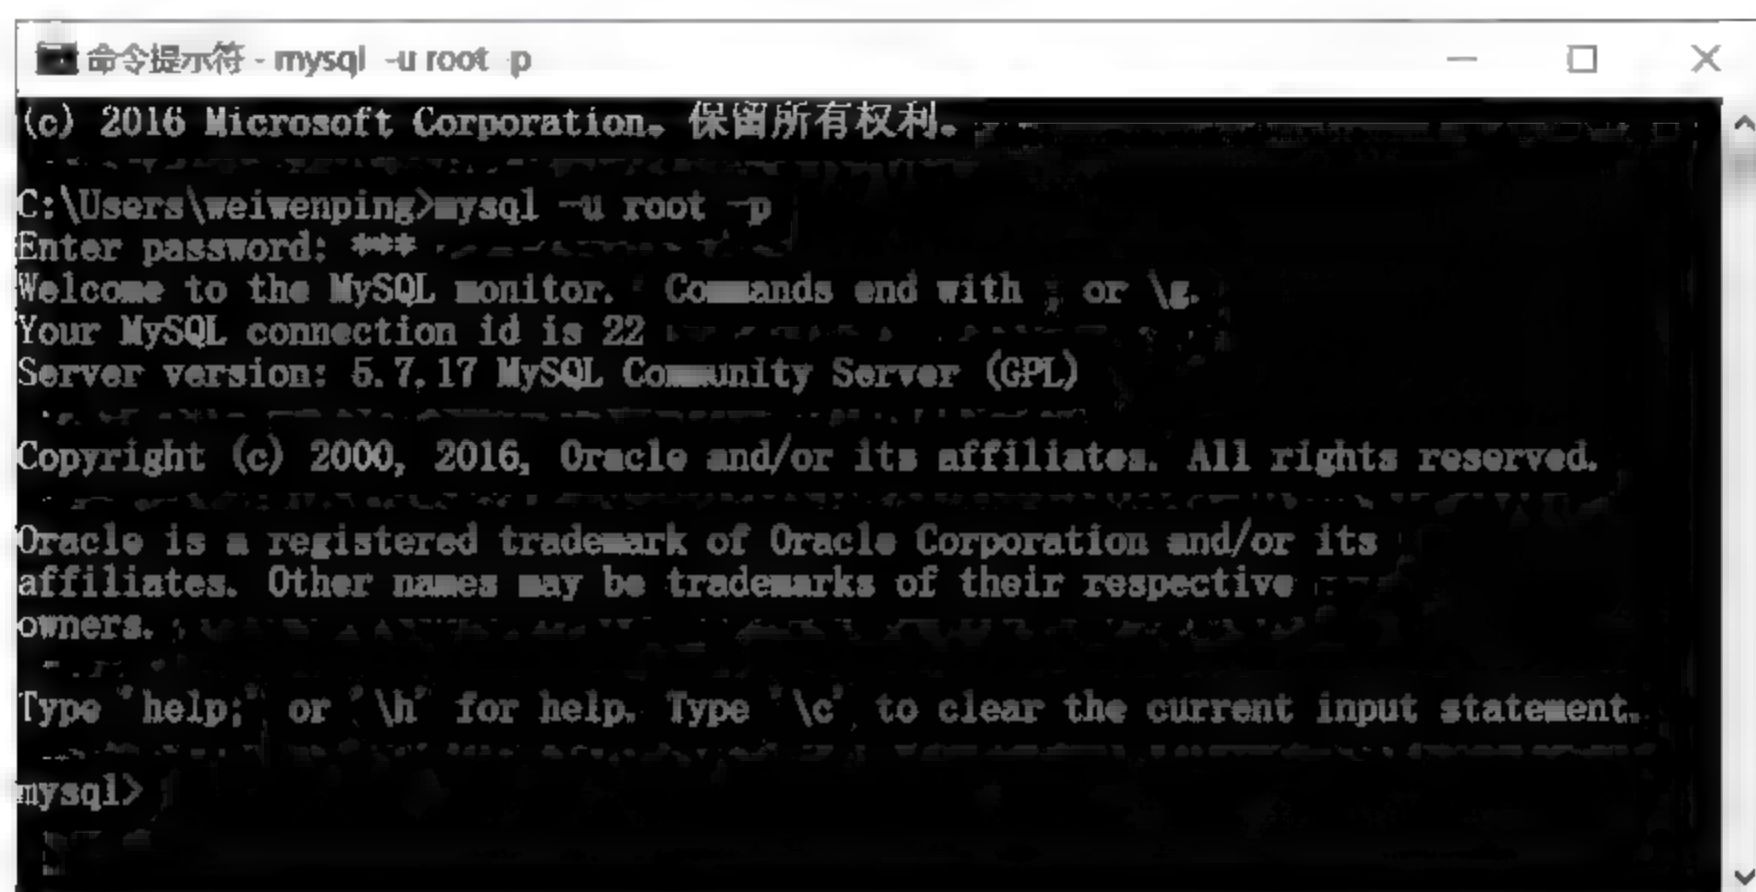 命令提示符 - mysql -u root -p
(c) 2016 Microsoft Corporation。保留所有权利。
C:\Users\weiwenping>mysql -u root -p
Enter password: ***
Welcome to the MySQL monitor.  Commands end with ; or \g.
Your MySQL connection id is 22
Server version: 5.7.17 MySQL Community Server (GPL)
Copyright (c) 2000, 2016, Oracle and/or its affiliates. All rights reserved.
Oracle is a registered trademark of Oracle Corporation and/or its
affiliates. Other names may be trademarks of their respective
owners.
Type 'help;' or '\h' for help. Type '\c' to clear the current input statement.
mysql>